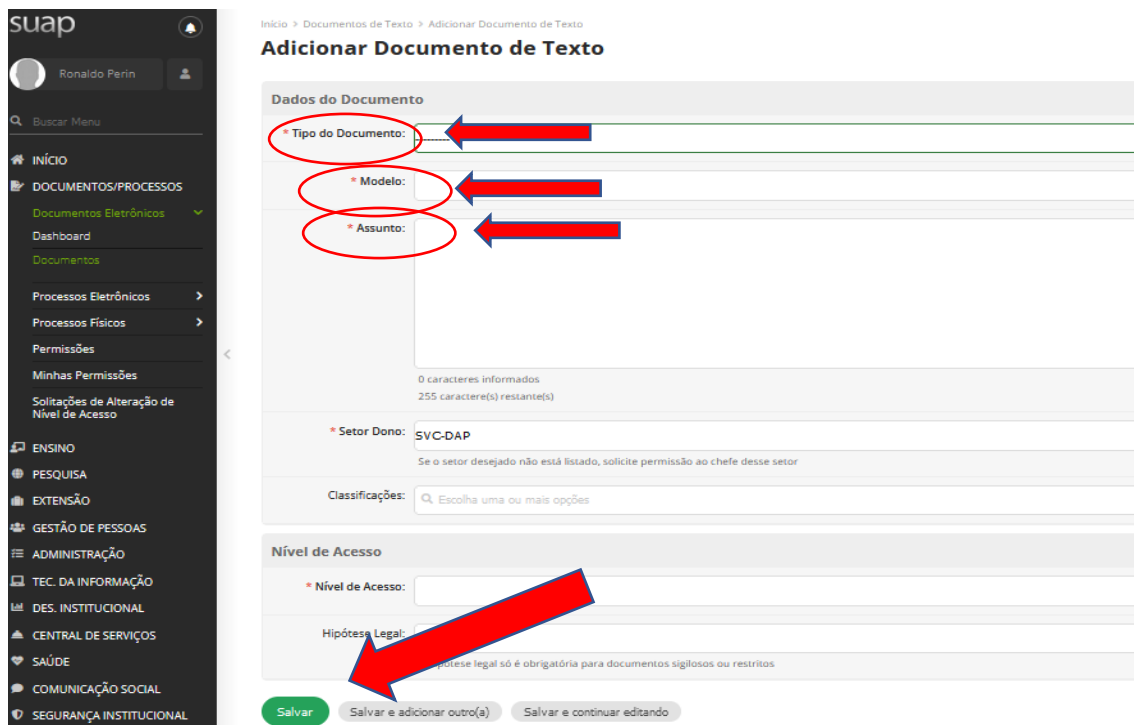 suap
Ronaldo Perin
Buscar Menu
INÍCIO
DOCUMENTOS/PROCESSOS
Documentos Eletrônicos
Dashboard
Documentos
Processos Eletrônicos
Processos Físicos
Permissões
Minhas Permissões
Solitações de Alteração de
Nível de Acesso
ENSINO
PESQUISA
EXTENSÃO
GESTÃO DE PESSOAS
ADMINISTRAÇÃO
TEC. DA INFORMAÇÃO
DES. INSTITUCIONAL
CENTRAL DE SERVIÇOS
SAÚDE
COMUNICAÇÃO SOCIAL
SEGURANÇA INSTITUCIONAL
Início > Documentos de Texto > Adicionar Documento de Texto
Adicionar Documento de Texto
Dados do Documento
* Tipo do Documento: ---------
* Modelo:
* Assunto:
0 caracteres informados
255 caractere(s) restante(s)
* Setor Dono: SVC-DAP
Se o setor desejado não está listado, solicite permissão ao chefe desse setor
Classificações: Escolha uma ou mais opções
Nível de Acesso
* Nível de Acesso:
Hipótese Legal:
legal só é obrigatória para documentos sigilosos ou restritos
Salvar Salvar e adicionar outro(a) Salvar e continuar editando